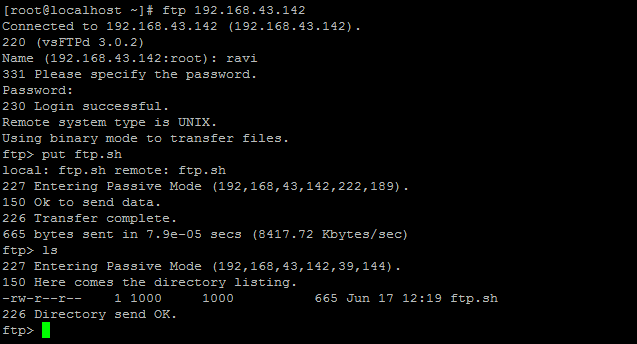 [root@localhost ~]# ftp 192.168.43.142
Connected to 192.168.43.142 (192.168.43.142).
220 (vsFTPd 3.0.2)
Name (192.168.43.142:root): ravi
331 Please specify the password.
Password:
230 Login successful.
Remote system type is UNIX.
Using binary mode to transfer files.
ftp> put ftp.sh
local: ftp.sh remote: ftp.sh
227 Entering Passive Mode (192,168,43,142,222,189).
150 Ok to send data.
226 Transfer complete.
665 bytes sent in 7.9e-05 secs (8417.72 Kbytes/sec)
ftp> ls
227 Entering Passive Mode (192,168,43,142,39,144).
150 Here comes the directory listing.
-rw-r--r--    1 1000     1000          665 Jun 17 12:19 ftp.sh
226 Directory send OK.
ftp>